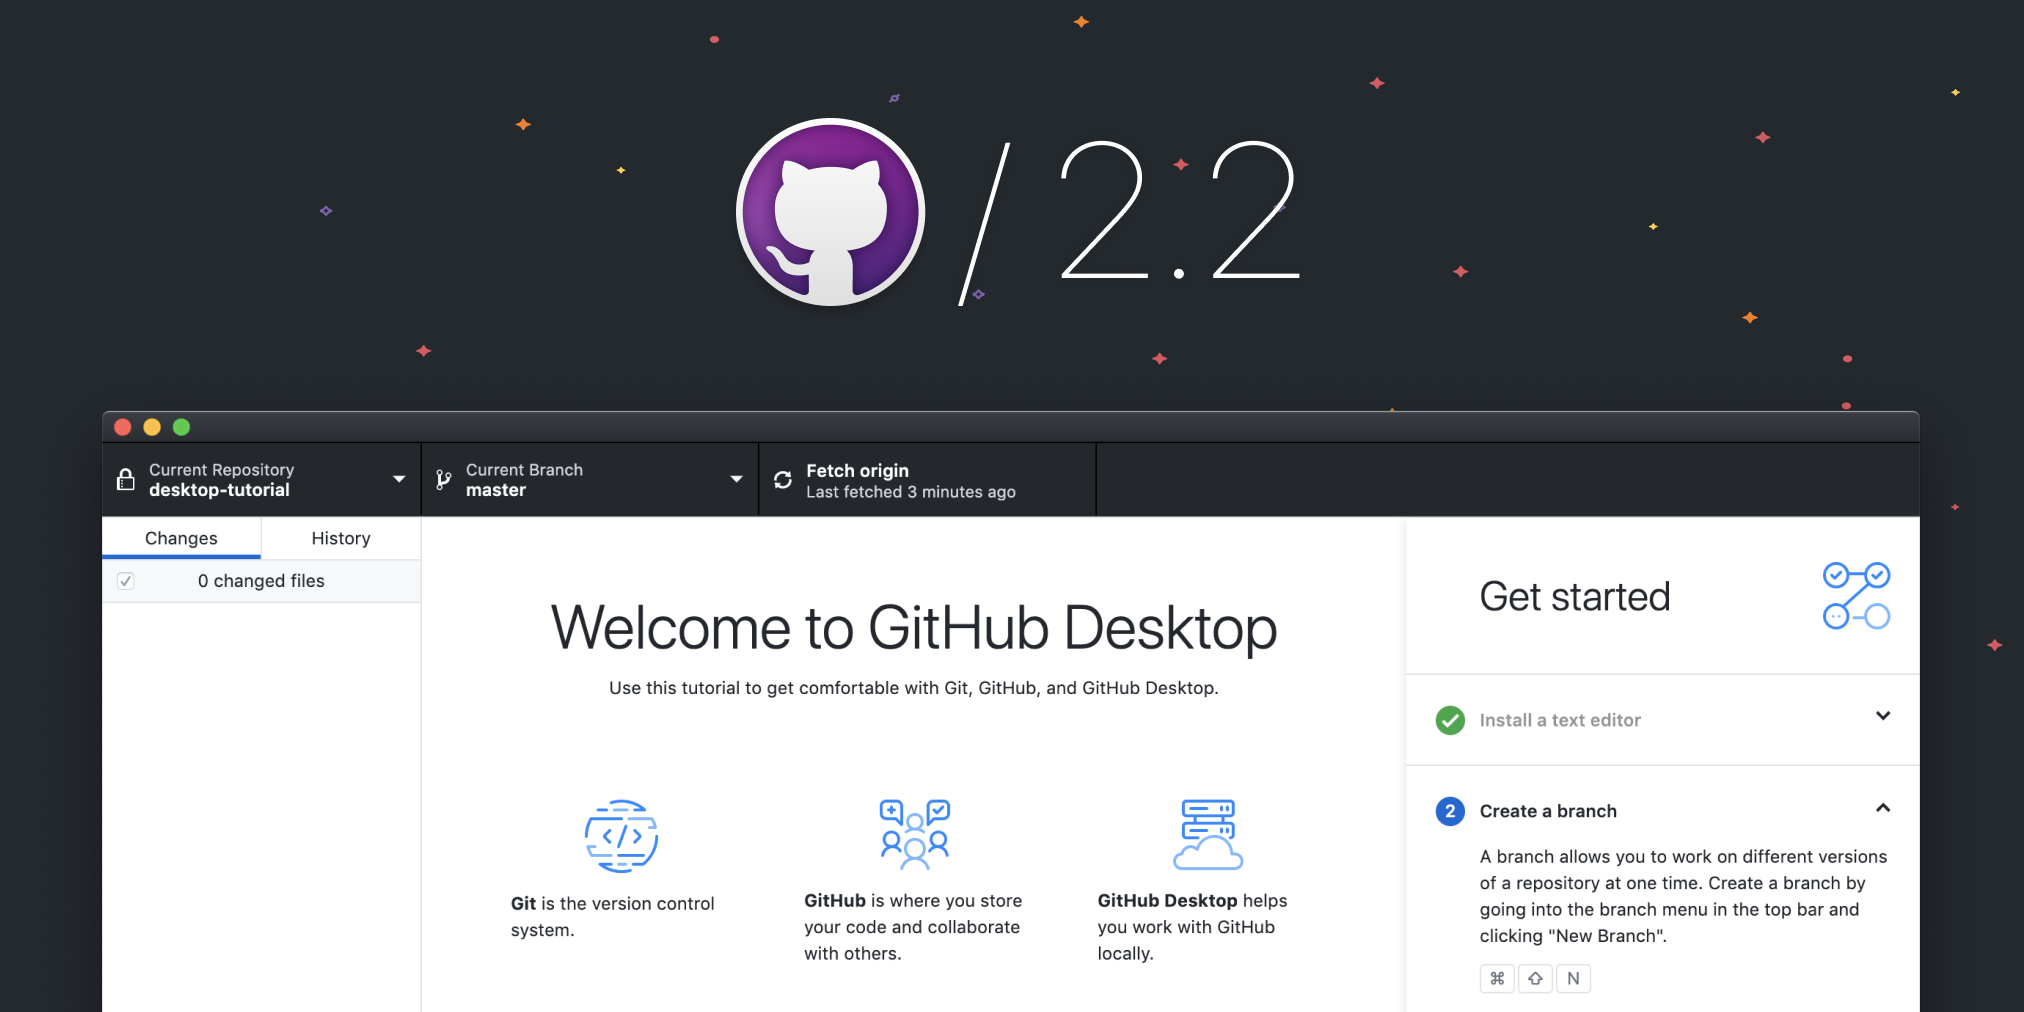 / 2.2
Current Repository
desktop-tutorial
Current Branch
master
Fetch origin
Last fetched 3 minutes ago
Changes
History
0 changed files
Welcome to GitHub Desktop
Use this tutorial to get comfortable with Git, GitHub, and GitHub Desktop.
Git is the version control
system.
GitHub is where you store
your code and collaborate
with others.
GitHub Desktop helps
you work with GitHub
locally.
Get started
Install a text editor
2 Create a branch
A branch allows you to work on different versions
of a repository at one time. Create a branch by
going into the branch menu in the top bar and
clicking "New Branch".
⌘ ⇧ N